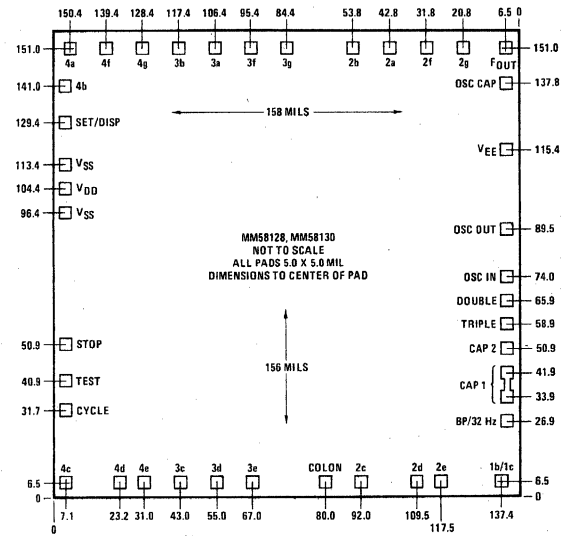 150.4 139.4 128.4 117.4 106.4 95.4 84.4 53.8 42.8 31.8 20.8 6.5 0
151.0 4a 4f 4g 3b 3a 3f 3g 2b 2a 2f 2g FOUT 151.0
141.0 4b OSC CAP 137.8
129.4 SET/DISP
158 MILS
113.4 VSS VEE 115.4
104.4 VDD
96.4 VSS
OSC OUT 89.5
MM58128, MM58130
NOT TO SCALE
ALL PADS 5.0 X 5.0 MIL
DIMENSIONS TO CENTER OF PAD
OSC IN 74.0
DOUBLE 65.9
TRIPLE 58.9
50.9 STOP CAP 2 50.9
156 MILS
40.9 TEST CAP 1 41.9
33.9
31.7 CYCLE BP/32 Hz 26.9
4c 4d 4e 3c 3d 3e COLON 2c 2d 2e 1b/1c
6.5 6.5
0 0
7.1 23.2 31.0 43.0 55.0 67.0 80.0 92.0 109.5 137.4
117.5
0